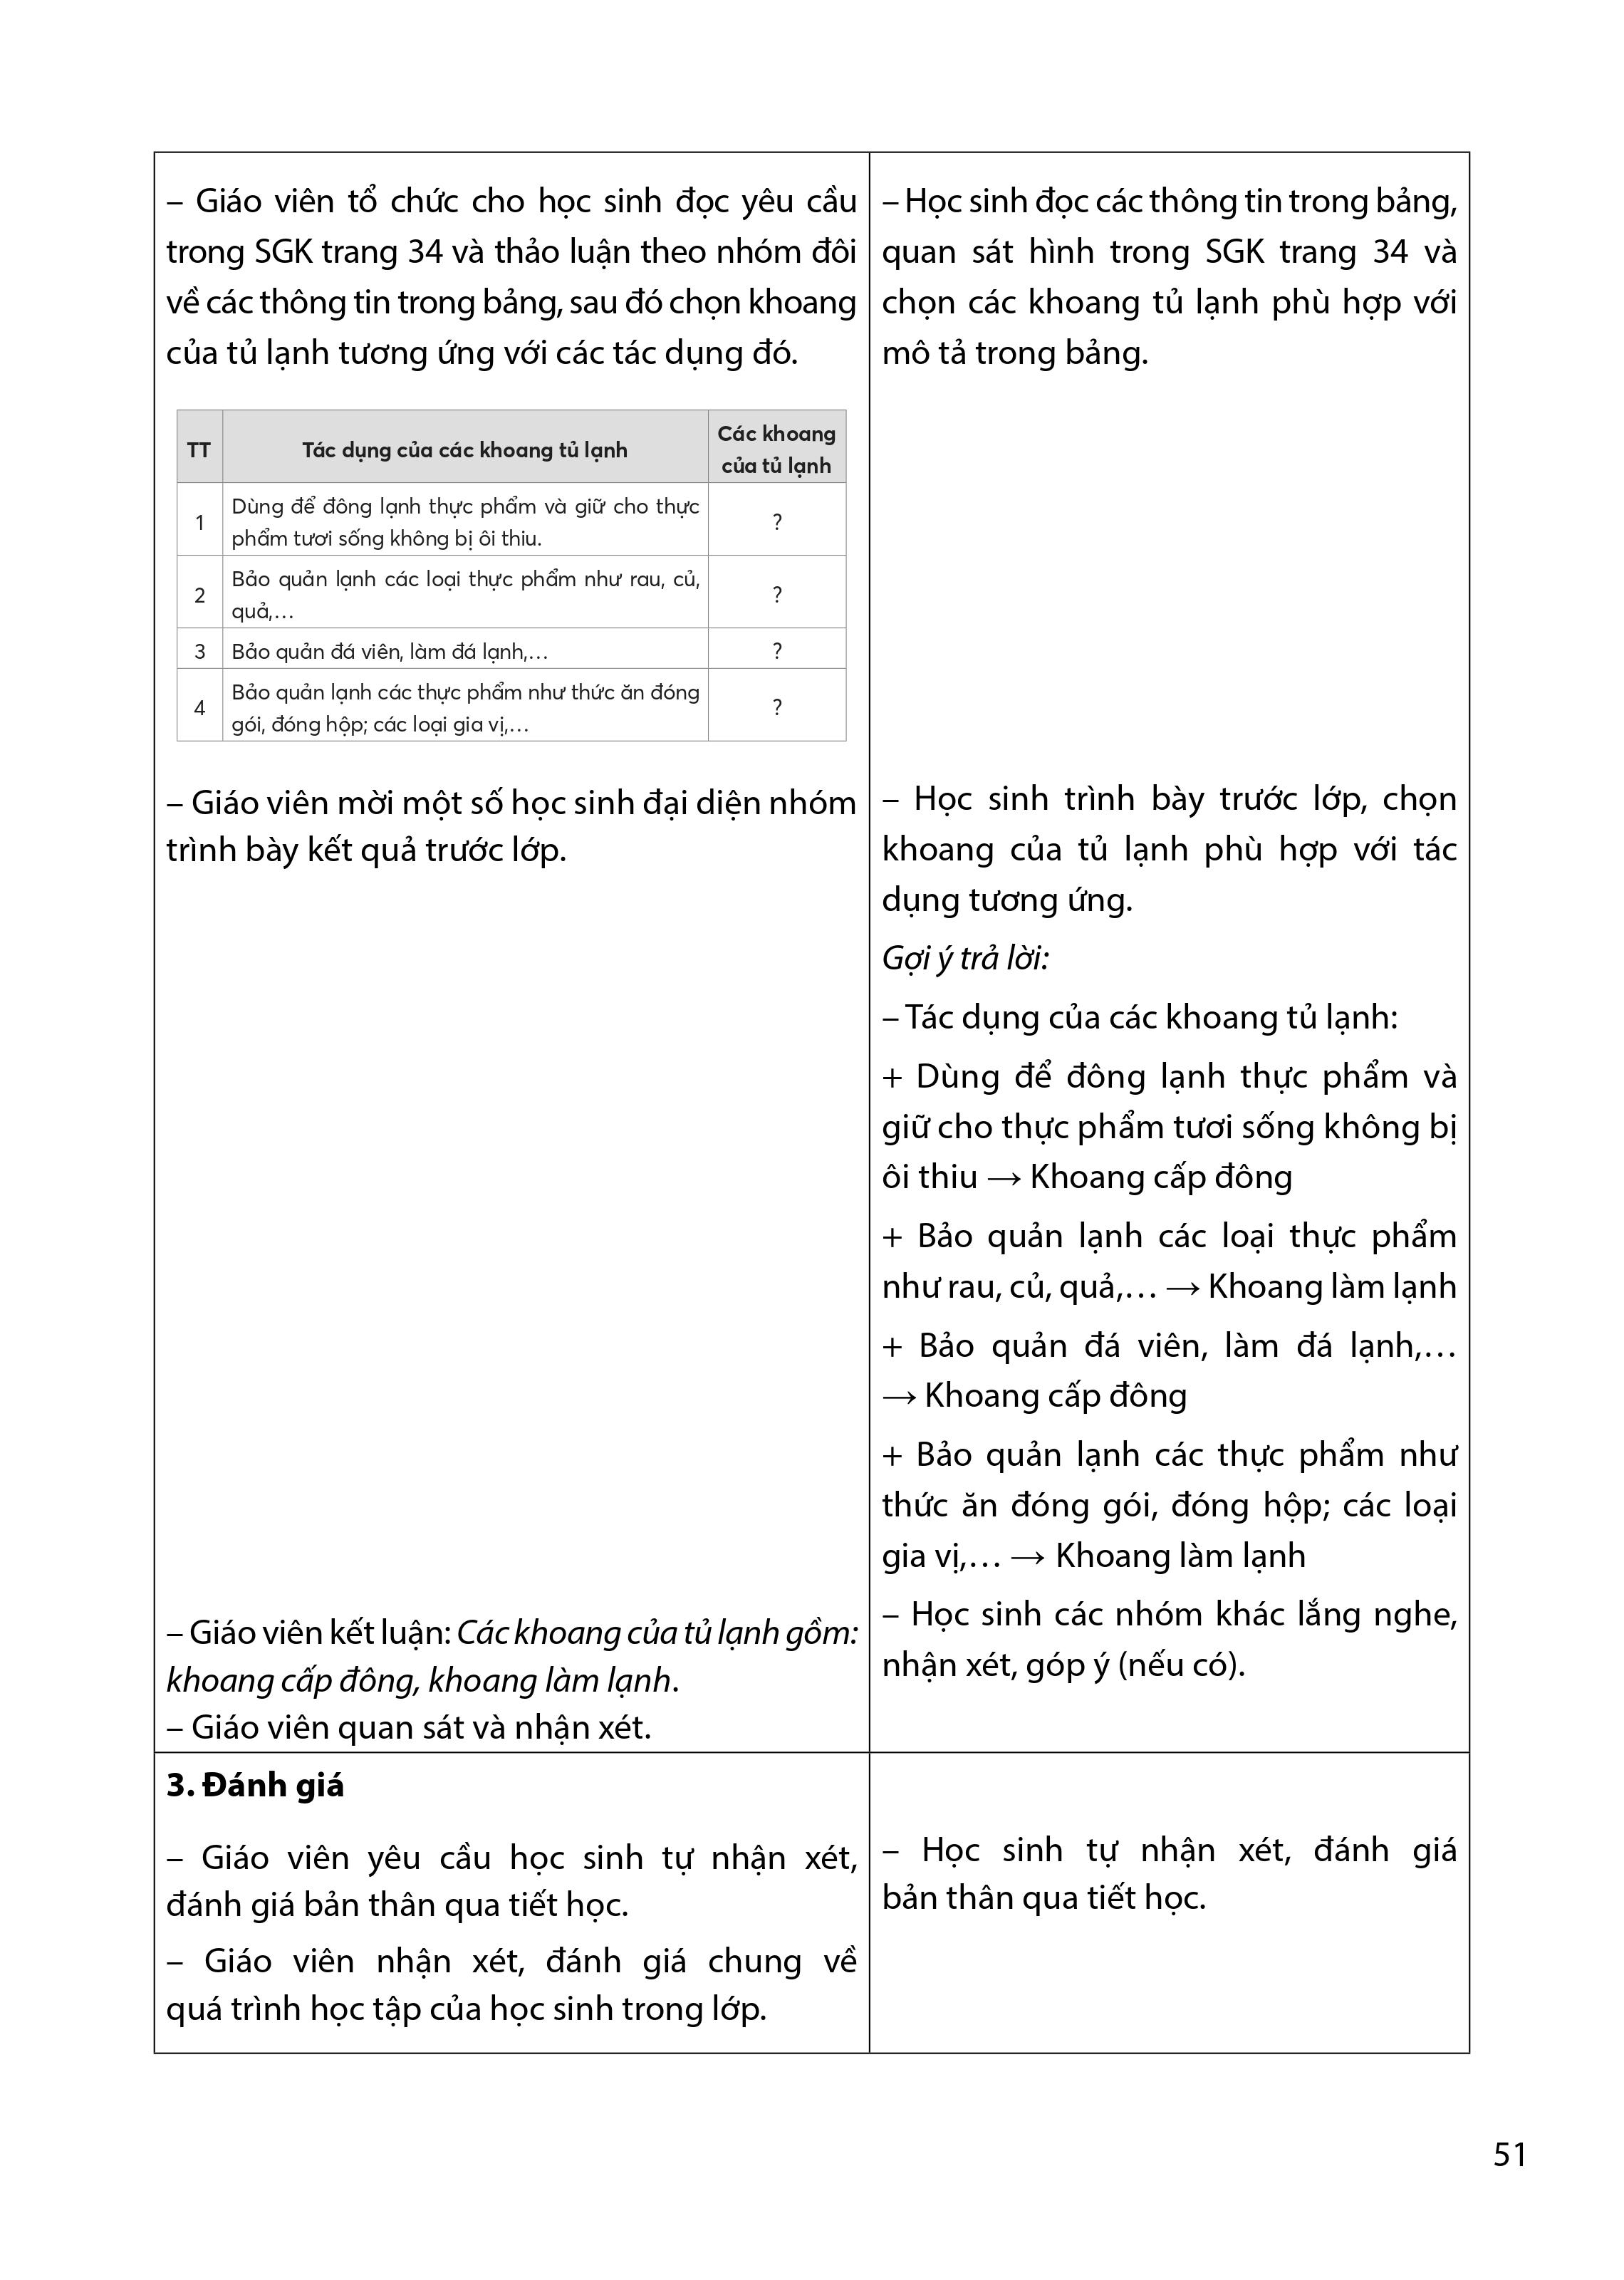 – Giáo viên tổ chức cho học sinh đọc yêu cầu
trong SGK trang 34 và thảo luận theo nhóm đôi
về các thông tin trong bảng, sau đó chọn khoang
của tủ lạnh tương ứng với các tác dụng đó.
TT
Tác dụng của các khoang tủ lạnh
Các khoang
của tủ lạnh
1
Dùng để đông lạnh thực phẩm và giữ cho thực
phẩm tươi sống không bị ôi thiu.
?
2
Bảo quản lạnh các loại thực phẩm như rau, củ,
quả,…
?
3
Bảo quản đá viên, làm đá lạnh,…
?
4
Bảo quản lạnh các thực phẩm như thức ăn đóng
gói, đóng hộp; các loại gia vị,…
?
– Giáo viên mời một số học sinh đại diện nhóm
trình bày kết quả trước lớp.
– Giáo viên kết luận: Các khoang của tủ lạnh gồm:
khoang cấp đông, khoang làm lạnh.
– Giáo viên quan sát và nhận xét.
– Học sinh đọc các thông tin trong bảng,
quan sát hình trong SGK trang 34 và
chọn các khoang tủ lạnh phù hợp với
mô tả trong bảng.
– Học sinh trình bày trước lớp, chọn
khoang của tủ lạnh phù hợp với tác
dụng tương ứng.
Gợi ý trả lời:
– Tác dụng của các khoang tủ lạnh:
+ Dùng để đông lạnh thực phẩm và
giữ cho thực phẩm tươi sống không bị
ôi thiu → Khoang cấp đông
+ Bảo quản lạnh các loại thực phẩm
như rau, củ, quả,… → Khoang làm lạnh
+ Bảo quản đá viên, làm đá lạnh,…
→ Khoang cấp đông
+ Bảo quản lạnh các thực phẩm như
thức ăn đóng gói, đóng hộp; các loại
gia vị,… → Khoang làm lạnh
– Học sinh các nhóm khác lắng nghe,
nhận xét, góp ý (nếu có).
3. Đánh giá
– Giáo viên yêu cầu học sinh tự nhận xét,
đánh giá bản thân qua tiết học.
– Giáo viên nhận xét, đánh giá chung về
quá trình học tập của học sinh trong lớp.
– Học sinh tự nhận xét, đánh giá
bản thân qua tiết học.
51